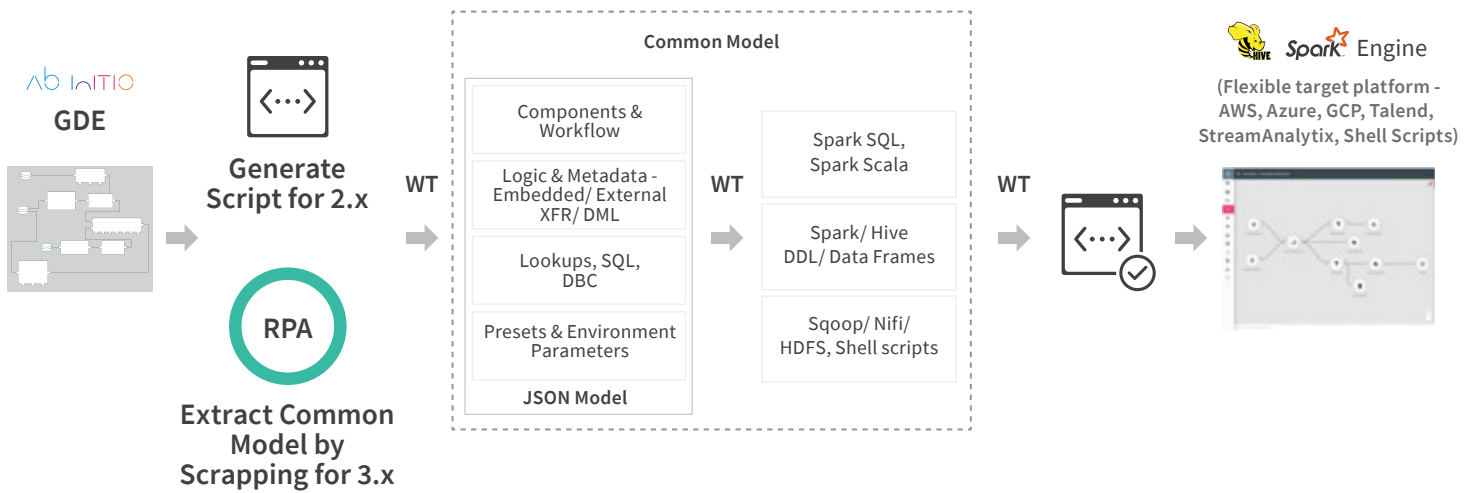 Ab INITIO
GDE
Generate
Script for 2.x
RPA
Extract Common
Model by
Scrapping for 3.x
WT
Common Model
Components &
Workflow
Logic & Metadata -
Embedded/ External
XFR/ DML
Lookups, SQL,
DBC
Presets & Environment
Parameters
JSON Model
WT
Spark SQL,
Spark Scala
Spark/ Hive
DDL/ Data Frames
Sqoop/ Nifi/
HDFS, Shell scripts
WT
HIVE Spark Engine
(Flexible target platform -
AWS, Azure, GCP, Talend,
StreamAnalytix, Shell Scripts)